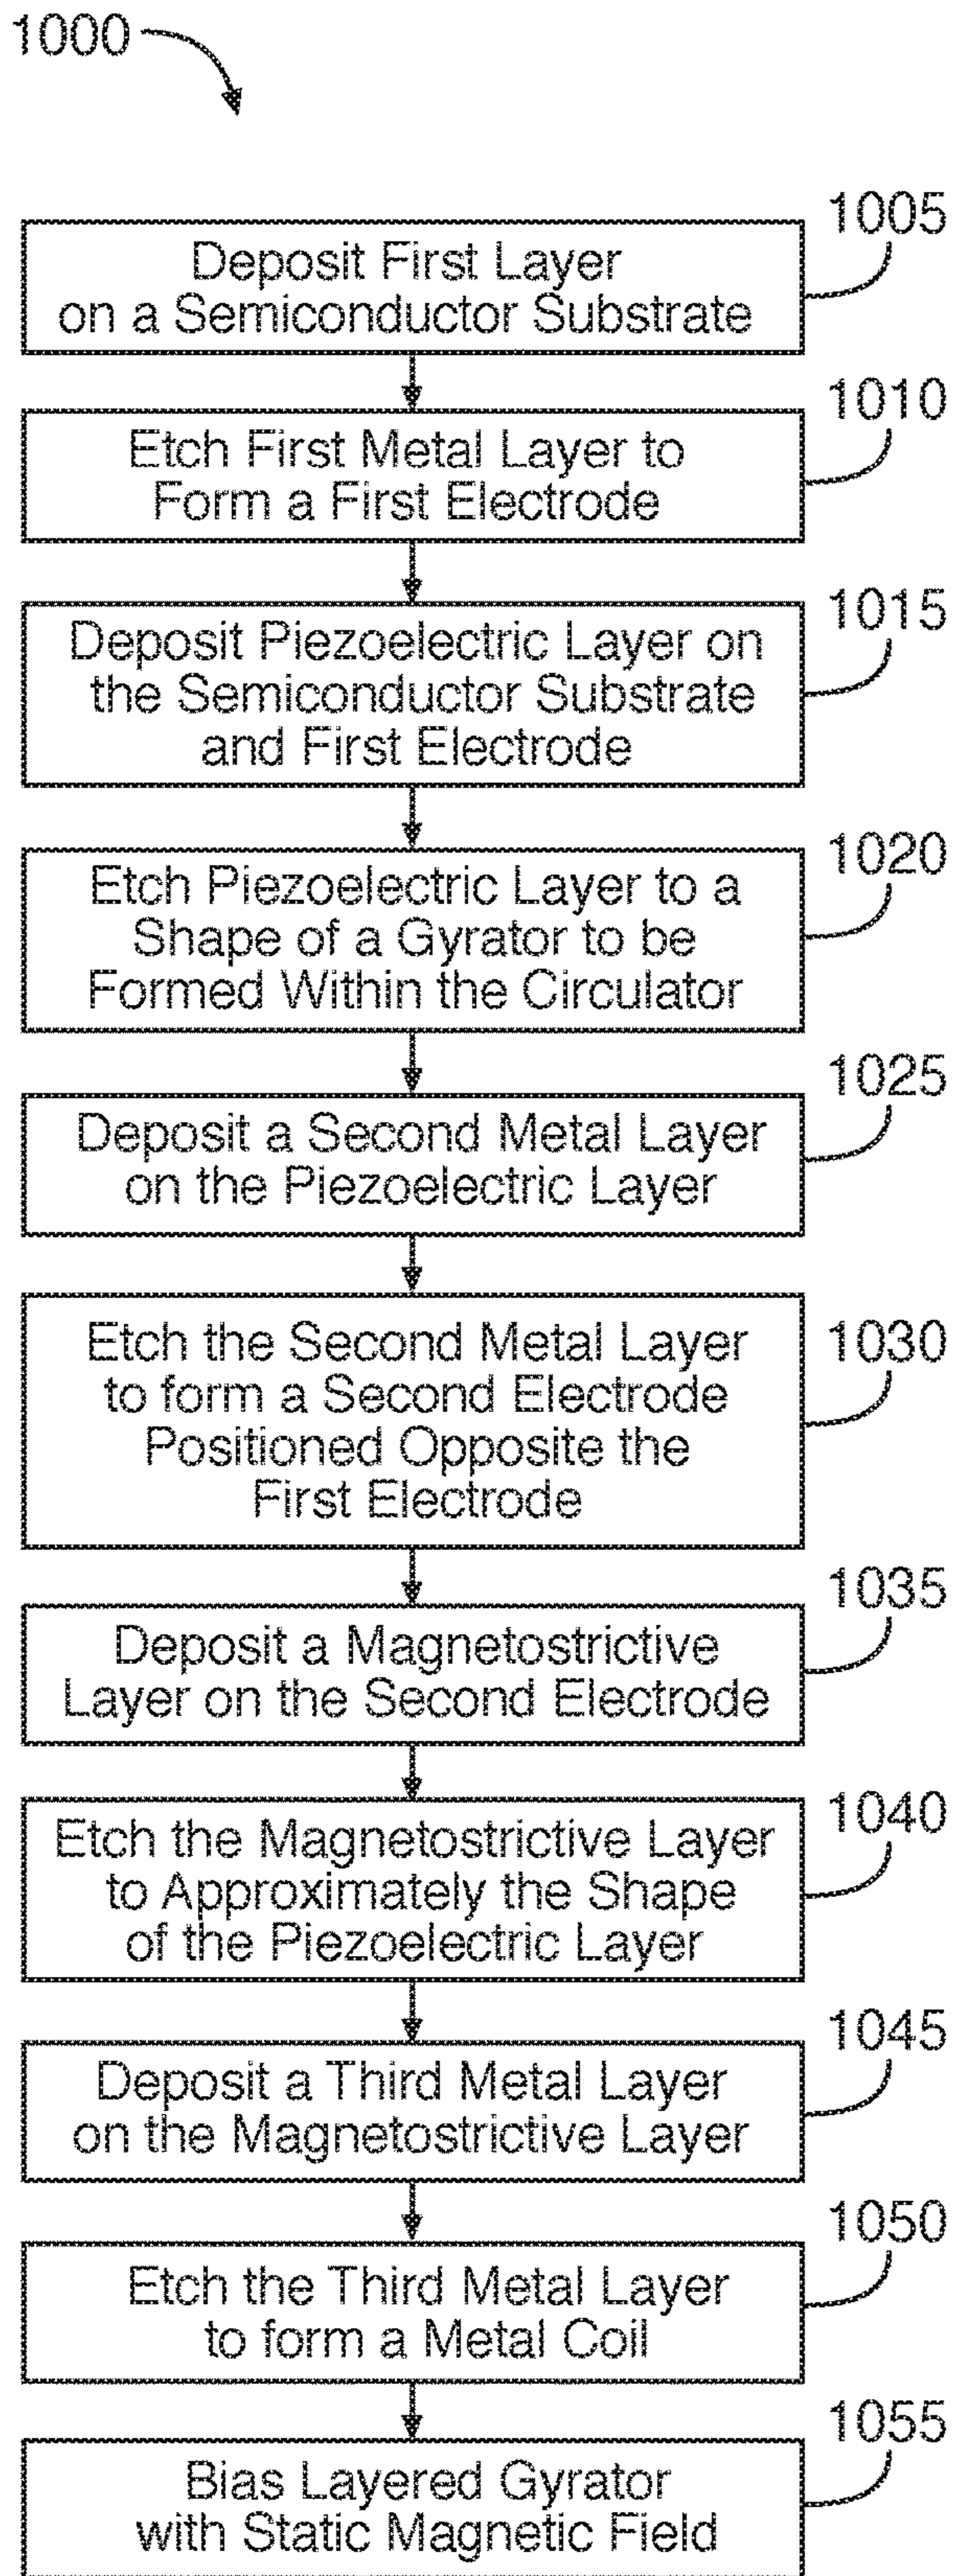 1000
1005
Deposit First Layer
on a Semiconductor Substrate
1010
Etch First Metal Layer to
Form a First Electrode
1015
Deposit Piezoelectric Layer on
the Semiconductor Substrate
and First Electrode
1020
Etch Piezoelectric Layer to a
Shape of a Gyrator to be
Formed Within the Circulator
1025
Deposit a Second Metal Layer
on the Piezoelectric Layer
1030
Etch the Second Metal Layer
to form a Second Electrode
Positioned Opposite the
First Electrode
1035
Deposit a Magnetostrictive
Layer on the Second Electrode
1040
Etch the Magnetostrictive Layer
to Approximately the Shape
of the Piezoelectric Layer
1045
Deposit a Third Metal Layer
on the Magnetostrictive Layer
1050
Etch the Third Metal Layer
to form a Metal Coil
1055
Bias Layered Gyrator
with Static Magnetic Field